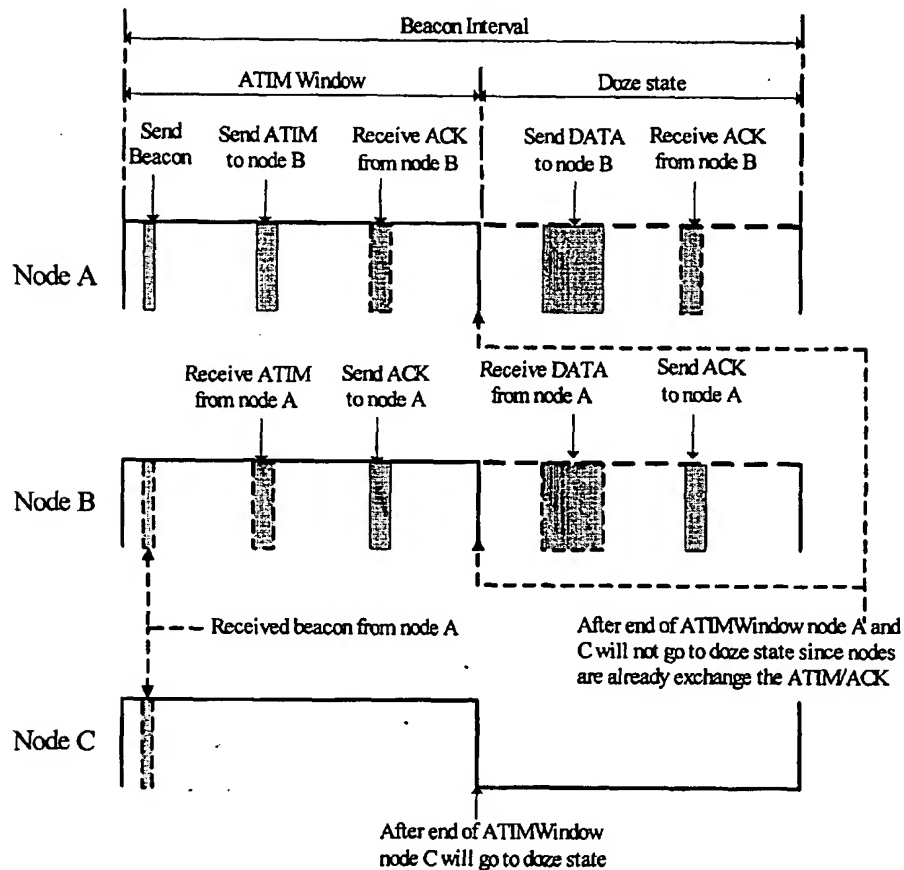 Beacon Interval
ATIM Window
Doze state
Send
Beacon
Send ATIM
to node B
Receive ACK
from node B
Send DATA
to node B
Receive ACK
from node B
Node A
Receive ATIM
from node A
Send ACK
to node A
Receive DATA
from node A
Send ACK
to node A
Node B
Received beacon from node A
After end of ATIMWindow node A and
C will not go to doze state since nodes
are already exchange the ATIM/ACK
Node C
After end of ATIMWindow
node C will go to doze state